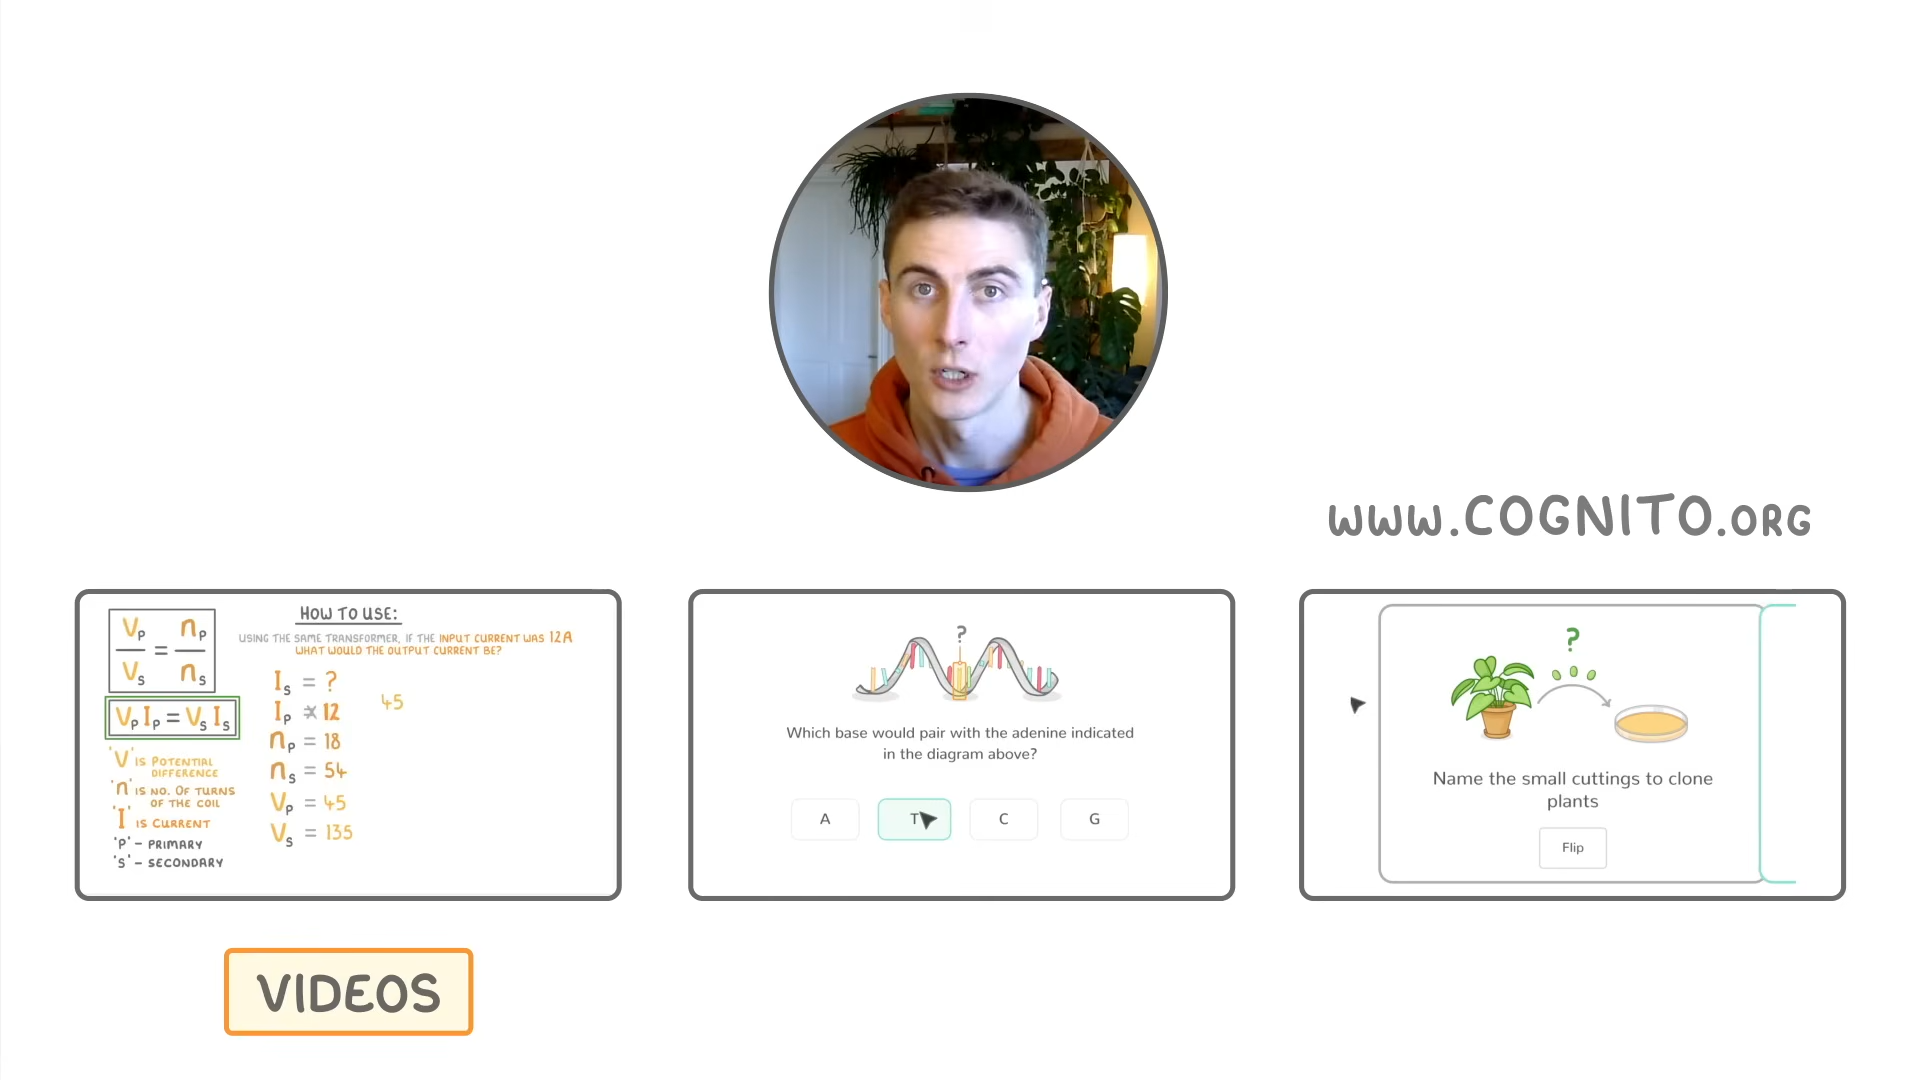 www.COGNITO.ORG
Vp / Vs = np / ns
VpIp = VsIs
'V' IS POTENTIAL
DIFFERENCE
'n' IS NO. OF TURNS
OF THE COIL
'I' IS CURRENT
'P' - PRIMARY
'S' - SECONDARY
HOW TO USE:
USING THE SAME TRANSFORMER, IF THE INPUT CURRENT WAS 12A
WHAT WOULD THE OUTPUT CURRENT BE?
Is = ?
Ip × 12
np = 18
ns = 54
Vp = 45
Vs = 135
45
?
Which base would pair with the adenine indicated
in the diagram above?
A T C G
?
Name the small cuttings to clone
plants
Flip
VIDEOS